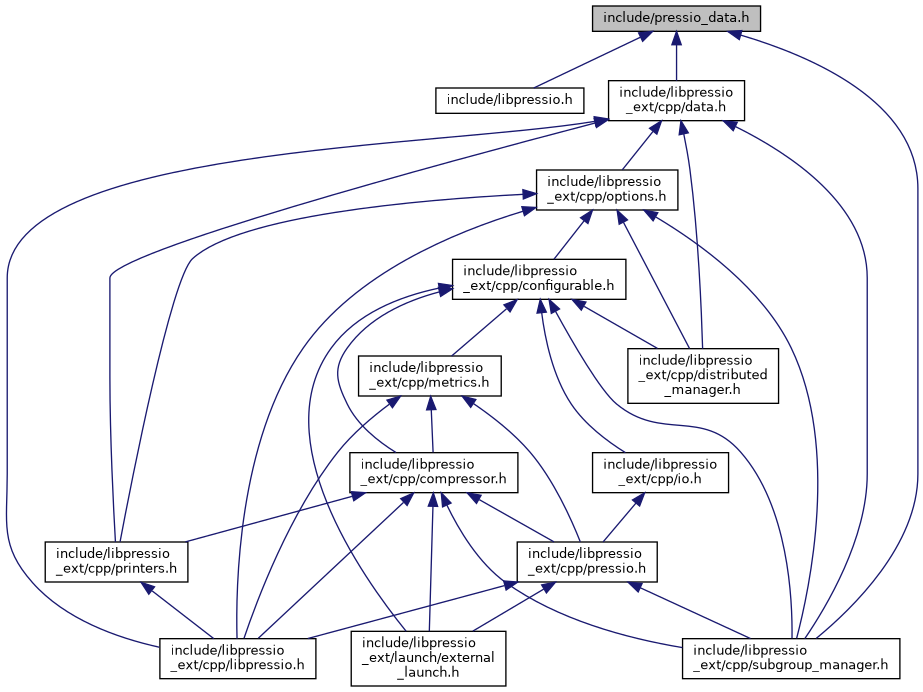 include/pressio_data.h
include/libpressio.h
include/libpressio
_ext/cpp/data.h
include/libpressio
_ext/cpp/options.h
include/libpressio
_ext/cpp/configurable.h
include/libpressio
_ext/cpp/metrics.h
include/libpressio
_ext/cpp/distributed
_manager.h
include/libpressio
_ext/cpp/compressor.h
include/libpressio
_ext/cpp/io.h
include/libpressio
_ext/cpp/printers.h
include/libpressio
_ext/cpp/pressio.h
include/libpressio
_ext/cpp/libpressio.h
include/libpressio
_ext/launch/external
_launch.h
include/libpressio
_ext/cpp/subgroup_manager.h